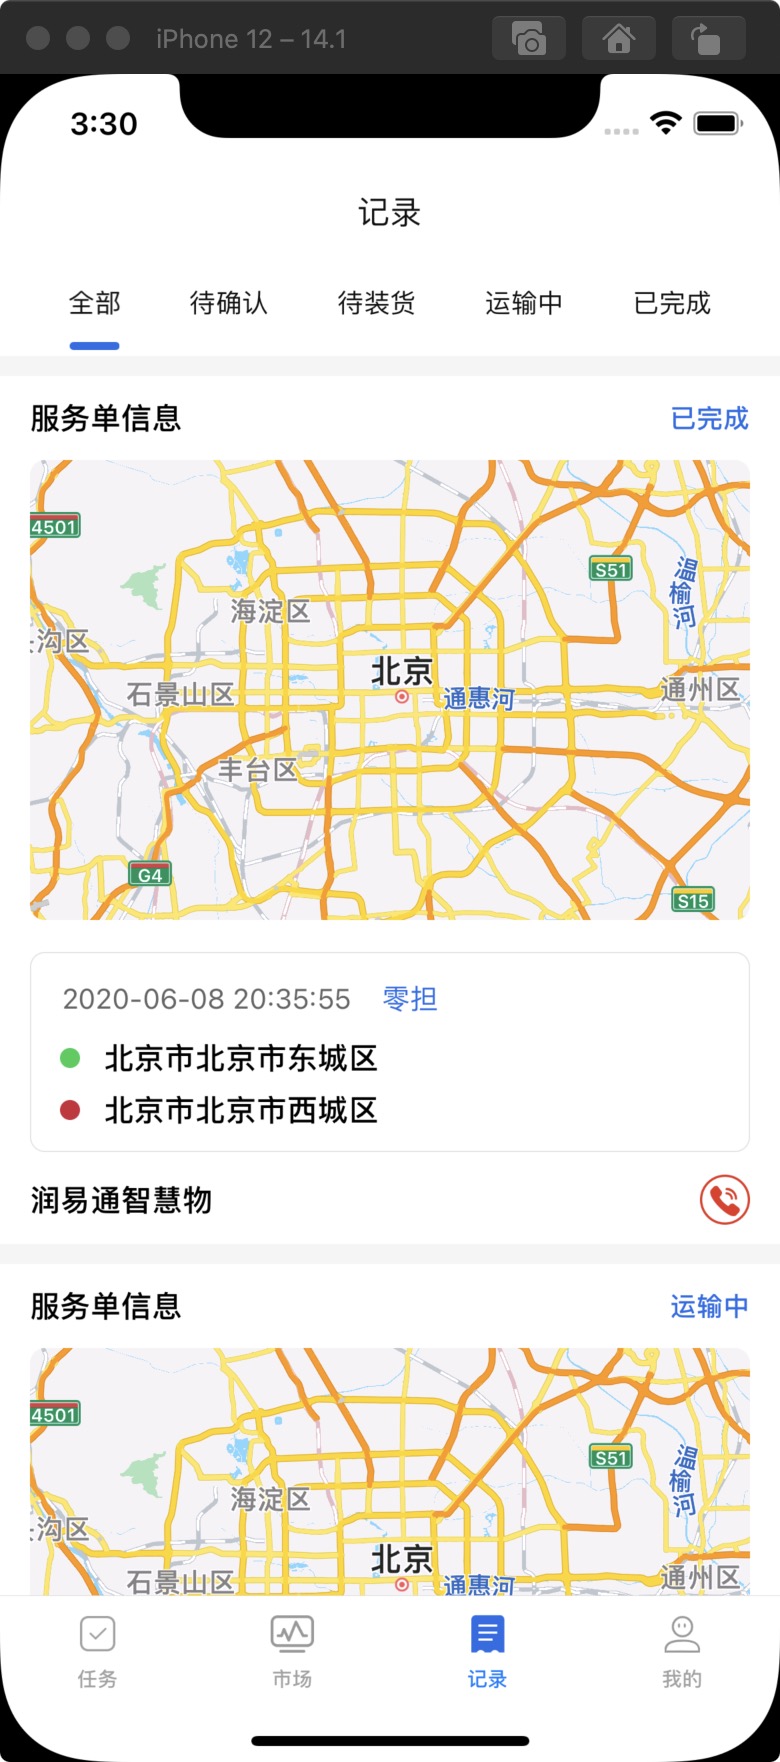 iPhone 12 – 14.1
3:30
记录
全部 待确认 待装货 运输中 已完成
服务单信息 已完成
4501
S51
温榆河
海淀区
沟区
北京
石景山区
通惠河
通州区
丰台区
G4
S15
2020-06-08 20:35:55 零担
北京市北京市东城区
北京市北京市西城区
润易通智慧物
服务单信息 运输中
4501
S51
温榆河
海淀区
沟区
北京
石景山区
通惠河
通州区
任务 市场 记录 我的